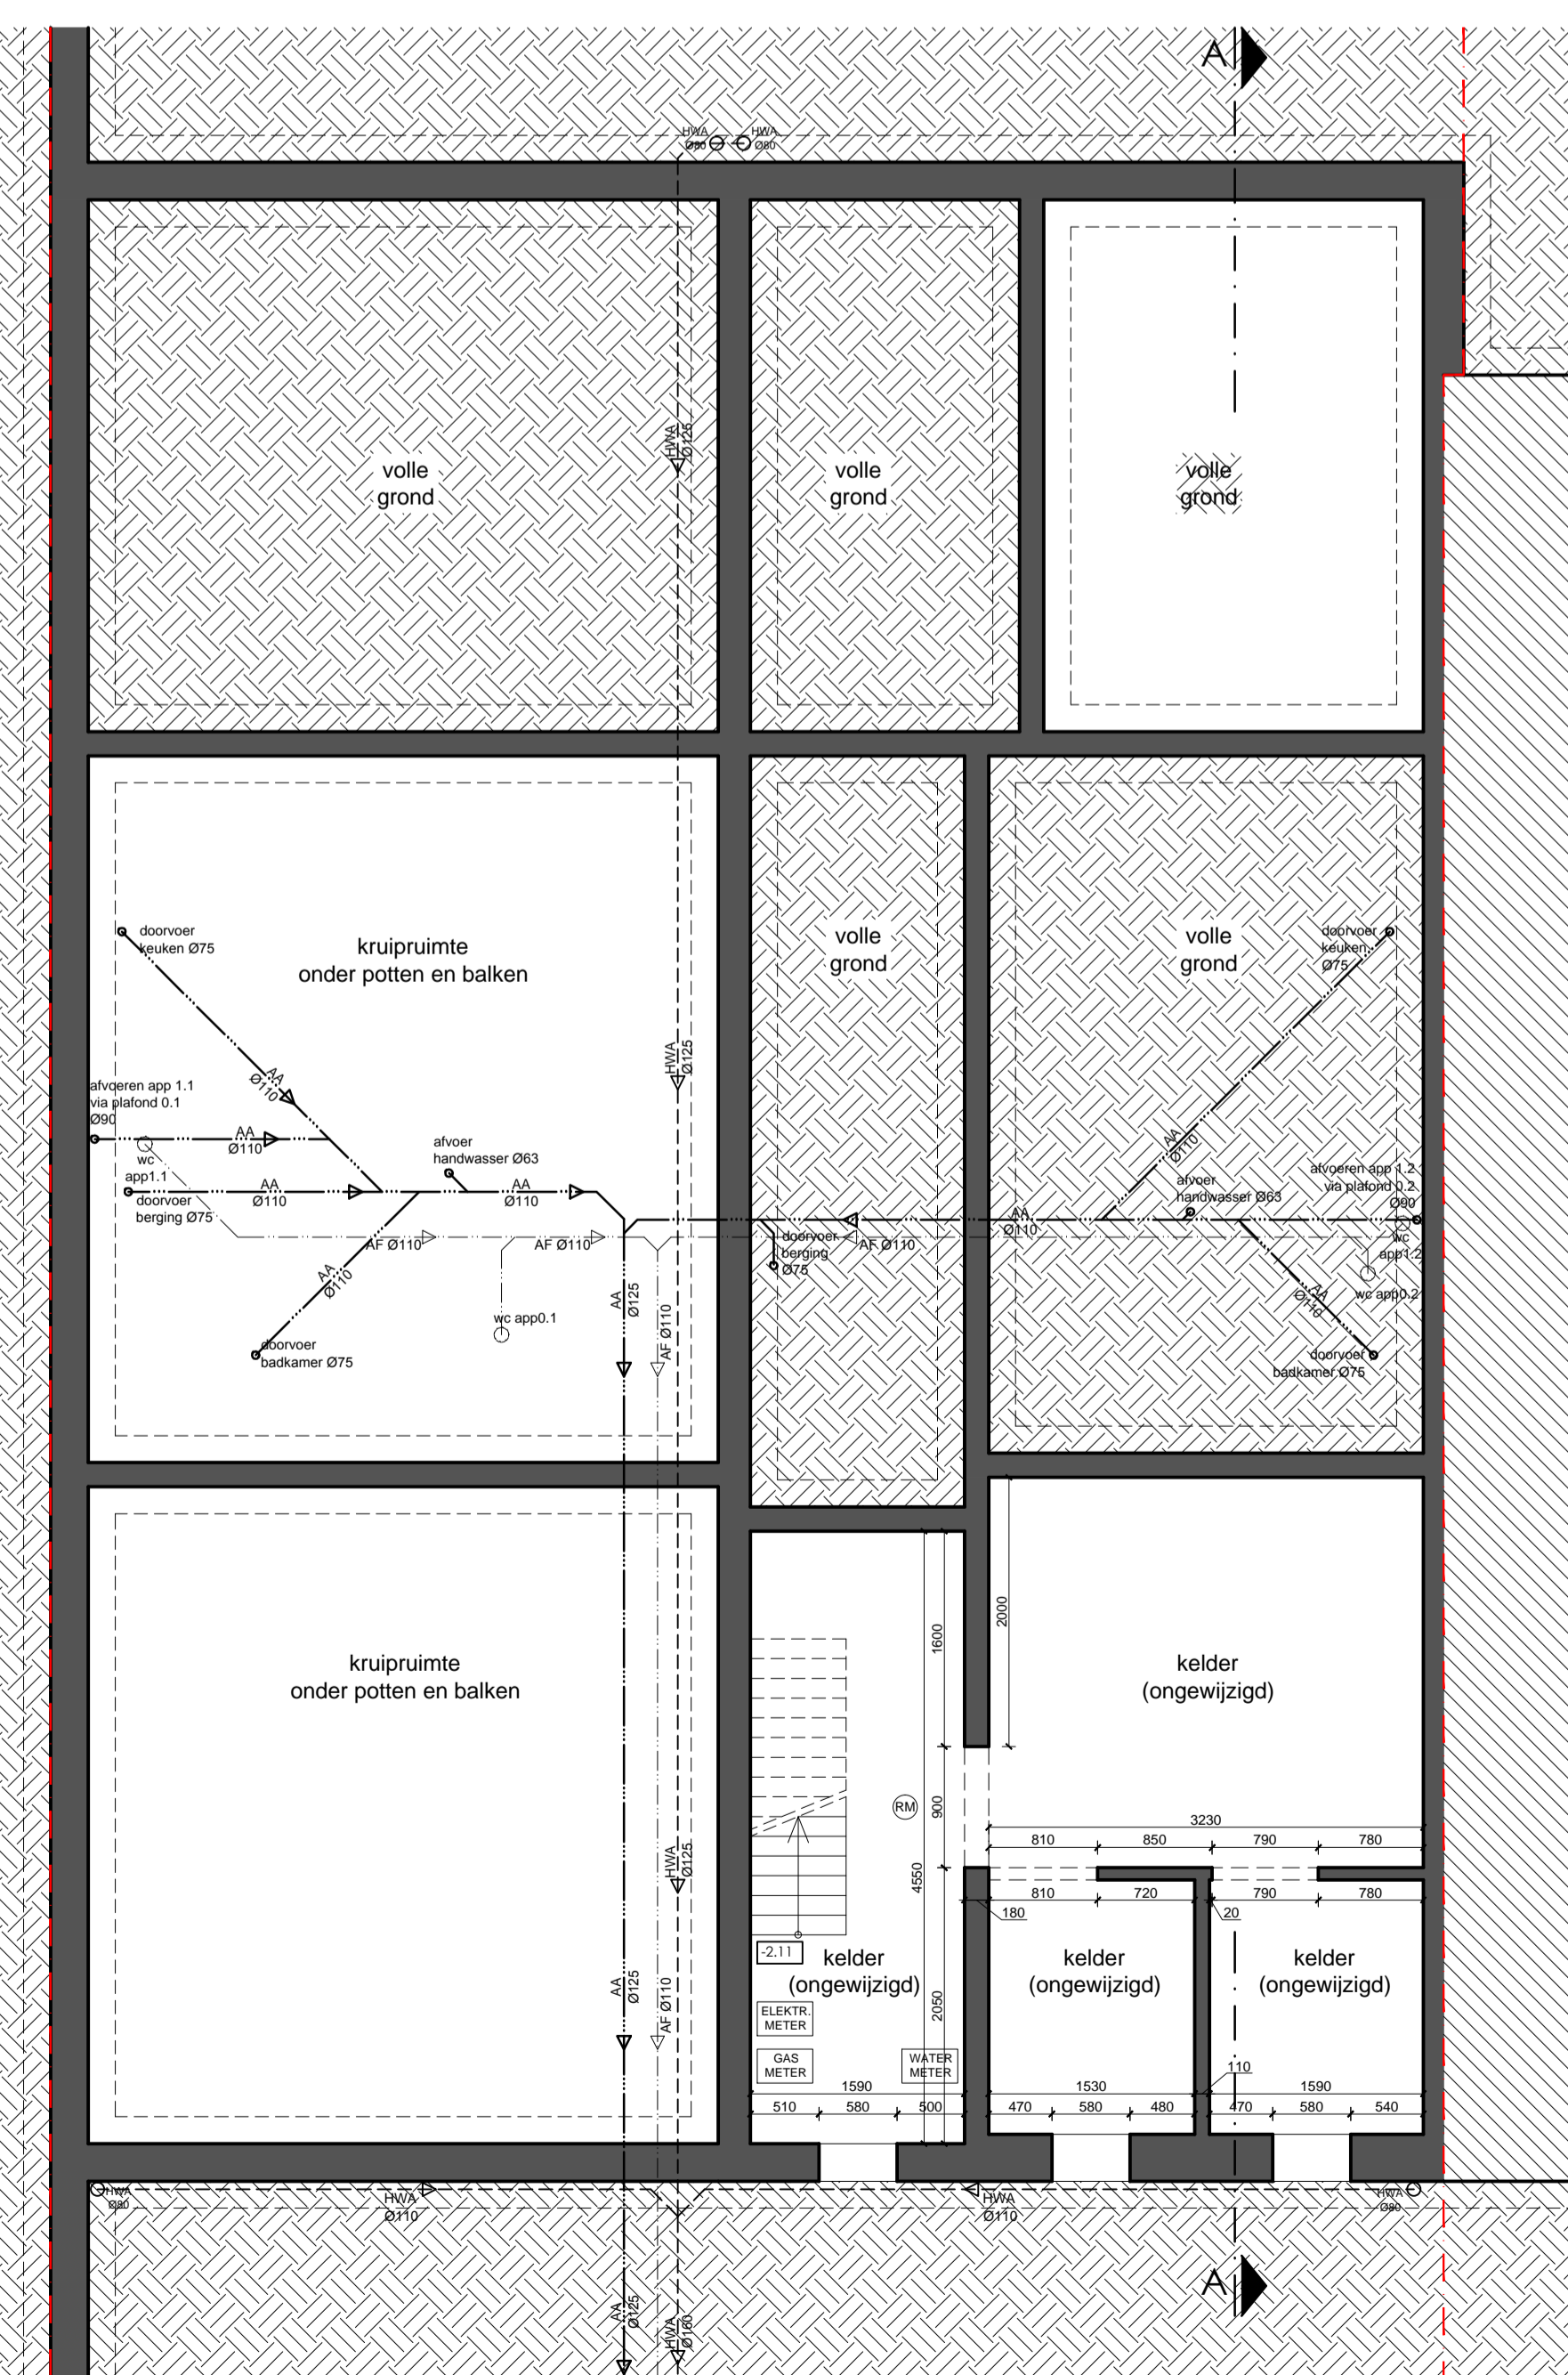 A
HWA
Ø80
HWA
Ø80
HWA
Ø125
volle
grond
volle
grond
volle
grond
doorvoer
keuken Ø75
kruipruimte
onder potten en balken
volle
grond
volle
grond
doorvoer
keuken
Ø75
HWA
Ø125
AA
Ø110
afvoeren app 1.1
via plafond 0.1
Ø90
AA
Ø110
wc
app1.1
afvoer
handwasser Ø63
AA
Ø110
AA
Ø110
doorvoer
berging Ø75
AA
Ø110
afvoeren app 1.2
via plafond 0.2
Ø90
afvoer
handwasser Ø63
AA
Ø110
wc
app1.2
AF Ø110
AF Ø110
doorvoer
berging
Ø75
AF Ø110
AA
Ø110
AA
Ø125
AF Ø110
wc app0.1
AA
Ø110
wc app0.2
doorvoer
badkamer Ø75
doorvoer
badkamer Ø75
kruipruimte
onder potten en balken
1600
2000
kelder
(ongewijzigd)
RM
900
4550
3230
810
850
790
780
HWA
Ø125
810
720
790
780
180
20
-2.11
kelder
(ongewijzigd)
kelder
(ongewijzigd)
kelder
(ongewijzigd)
AA
Ø125
AF Ø110
2050
ELEKTR.
METER
GAS
METER
WATER
METER
110
1590
1530
1590
510
580
500
470
580
480
470
580
540
HWA
Ø80
HWA
Ø110
HWA
Ø110
HWA
Ø80
A
AA
Ø125
HWA
Ø160